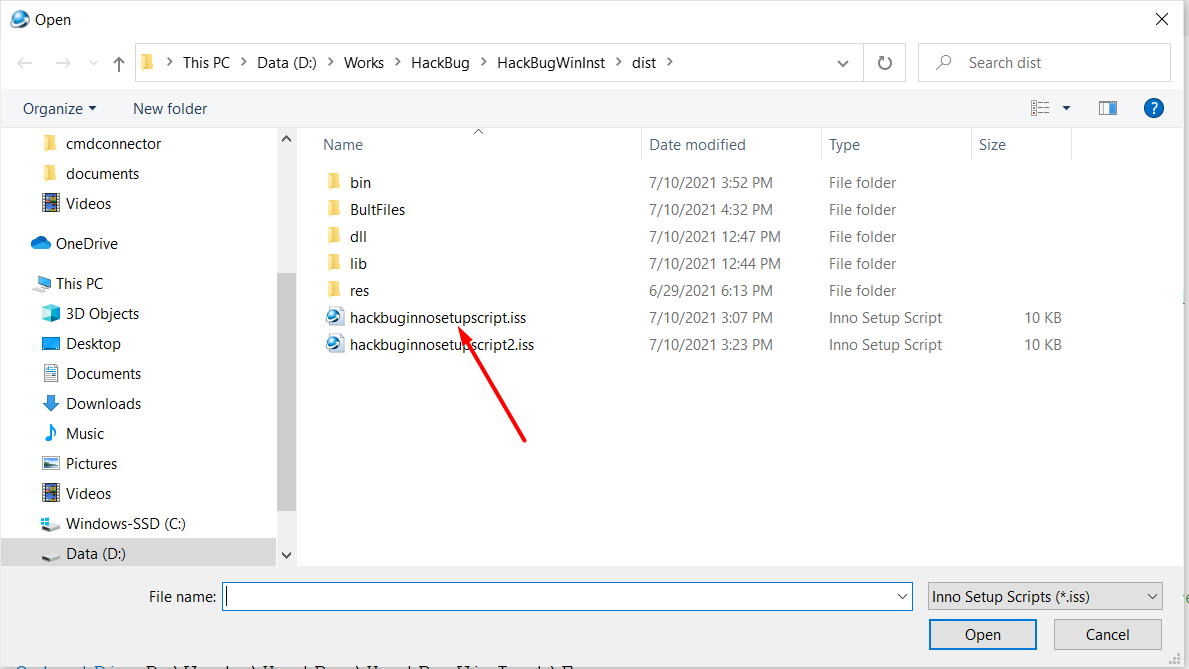 Open
This PC > Data (D:) > Works > HackBug > HackBugWinInst > dist >
Search dist
Organize
New folder
?
cmdconnector
documents
Videos
OneDrive
This PC
3D Objects
Desktop
Documents
Downloads
Music
Pictures
Videos
Windows-SSD (C:)
Data (D:)
Name Date modified Type Size
bin 7/10/2021 3:52 PM File folder
BultFiles 7/10/2021 4:32 PM File folder
dll 7/10/2021 12:47 PM File folder
lib 7/10/2021 12:44 PM File folder
res 6/29/2021 6:13 PM File folder
hackbuginnosetupscript.iss 7/10/2021 3:07 PM Inno Setup Script 10 KB
hackbuginnosetupscript2.iss 7/10/2021 3:23 PM Inno Setup Script 10 KB
File name:
Inno Setup Scripts (*.iss)
Open
Cancel